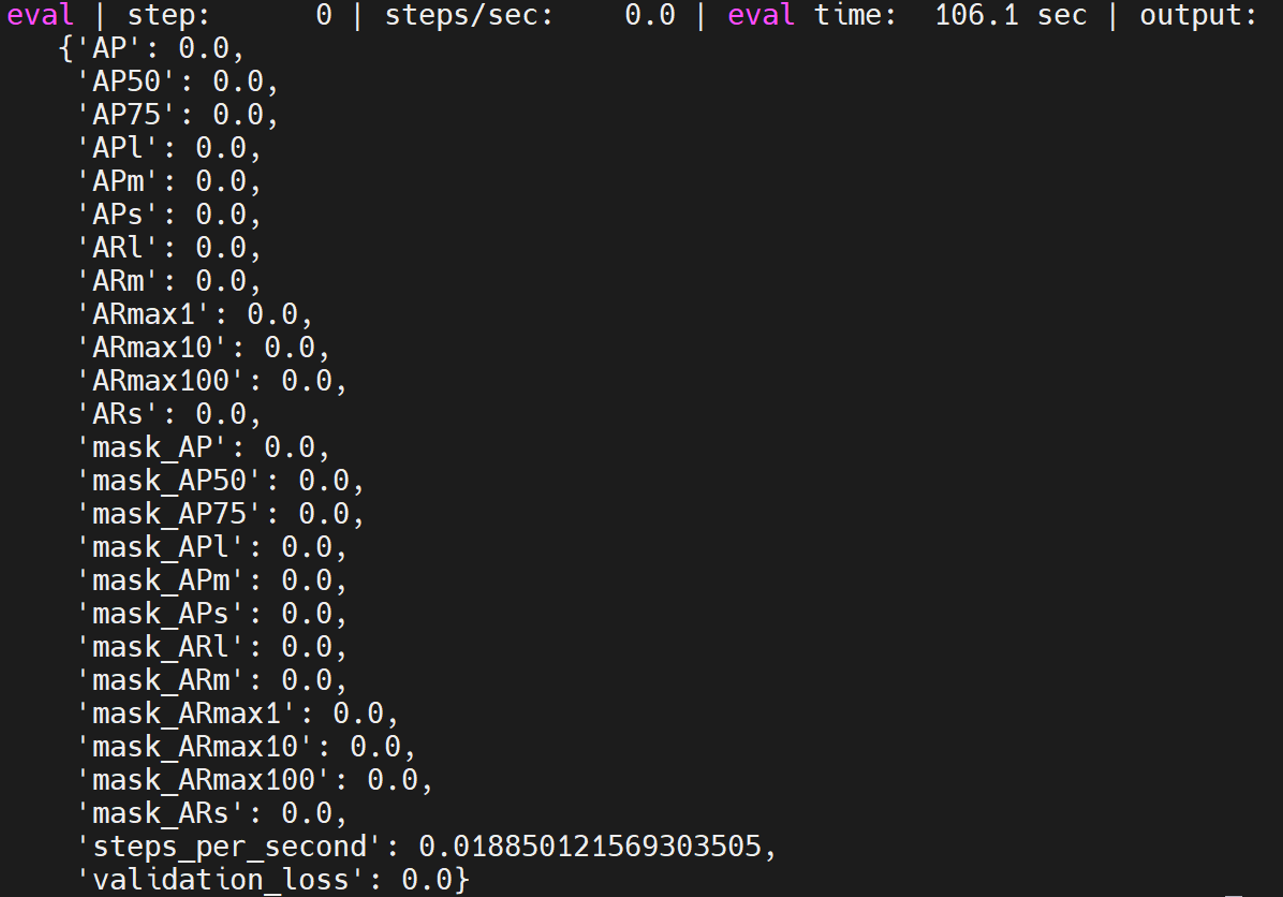 eval | step:      0 | steps/sec:    0.0 | eval time:  106.1 sec | output:
   {'AP': 0.0,
    'AP50': 0.0,
    'AP75': 0.0,
    'APl': 0.0,
    'APm': 0.0,
    'APs': 0.0,
    'ARl': 0.0,
    'ARm': 0.0,
    'ARmax1': 0.0,
    'ARmax10': 0.0,
    'ARmax100': 0.0,
    'ARs': 0.0,
    'mask_AP': 0.0,
    'mask_AP50': 0.0,
    'mask_AP75': 0.0,
    'mask_APl': 0.0,
    'mask_APm': 0.0,
    'mask_APs': 0.0,
    'mask_ARl': 0.0,
    'mask_ARm': 0.0,
    'mask_ARmax1': 0.0,
    'mask_ARmax10': 0.0,
    'mask_ARmax100': 0.0,
    'mask_ARs': 0.0,
    'steps_per_second': 0.018850121569303505,
    'validation_loss': 0.0}